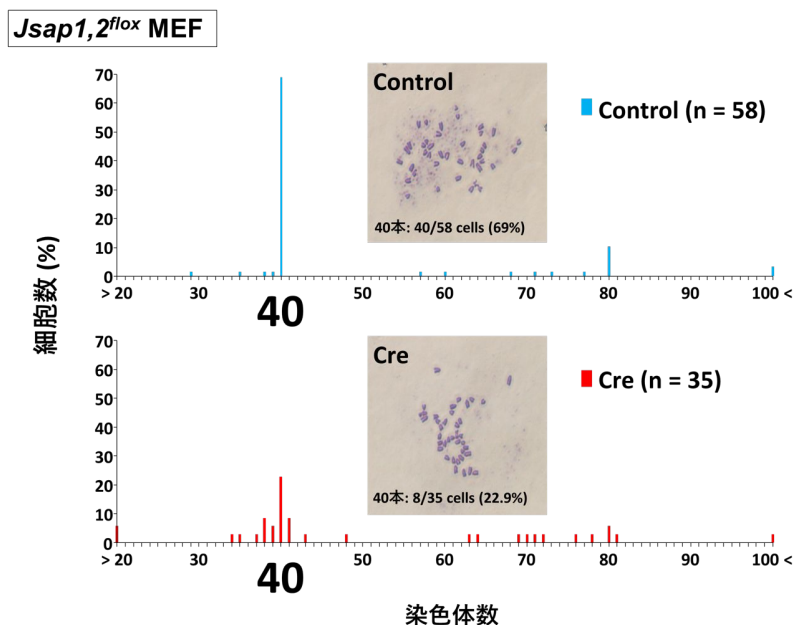 Jsap1,2flox MEF
70
60
50
40
30
20
10
0
Control
40本: 40/58 cells (69%)
Control (n = 58)
> 20 30 40 50 60 70 80 90 100 <
細胞数 (%)
70
60
50
40
30
20
10
0
Cre
40本: 8/35 cells (22.9%)
Cre (n = 35)
> 20 30 40 50 60 70 80 90 100 <
染色体数